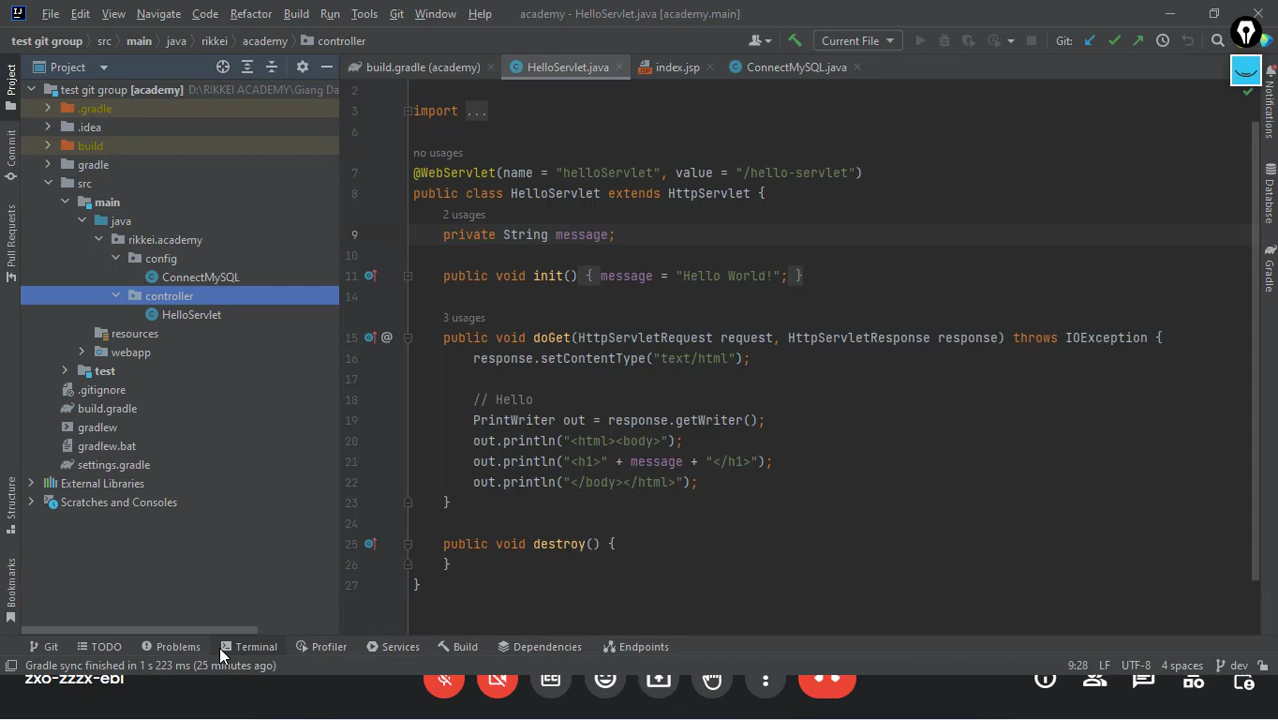 File Edit View Navigate Code Refactor Build Run Tools Git Window Help academy - HelloServlet.java [academy.main]
test git group src main java rikkei academy controller Current File Git:
Project
build.gradle (academy) HelloServlet.java index.jsp ConnectMySQL.java
test git group [academy] D:\RIKKEI ACADEMY\Giang Da
.gradle
.idea
build
gradle
src
main
java
rikkei.academy
config
ConnectMySQL
controller
HelloServlet
resources
webapp
test
.gitignore
build.gradle
gradlew
gradlew.bat
settings.gradle
External Libraries
Scratches and Consoles
Project
Commit
Pull Requests
Structure
Bookmarks
2
3 import ...
6
no usages
7 @WebServlet(name = "helloServlet", value = "/hello-servlet")
8 public class HelloServlet extends HttpServlet {
2 usages
9 private String message;
10
11 public void init() { message = "Hello World!"; }
14
3 usages
15 @ public void doGet(HttpServletRequest request, HttpServletResponse response) throws IOException {
16 response.setContentType("text/html");
17
18 // Hello
19 PrintWriter out = response.getWriter();
20 out.println("<html><body>");
21 out.println("<h1>" + message + "</h1>");
22 out.println("</body></html>");
23 }
24
25 public void destroy() {
26 }
27 }
Notifications
Database
Gradle
Git TODO Problems Terminal Profiler Services Build Dependencies Endpoints
Gradle sync finished in 1 s 223 ms (25 minutes ago) 9:28 LF UTF-8 4 spaces dev
zxo-zzzx-ebi